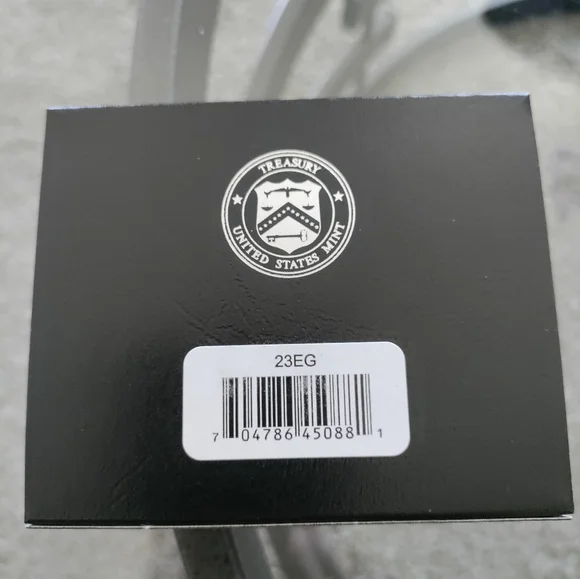 TREASURY
UNITED STATES MINT
23EG
7 04786 45088 1